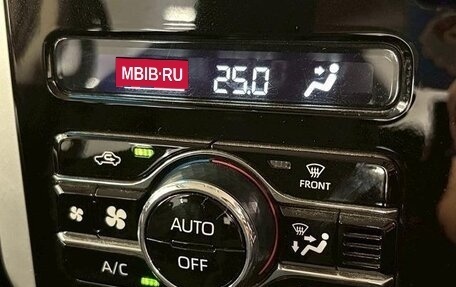 MBIB·RU
25.0
FRONT
AUTO
OFF
A/C